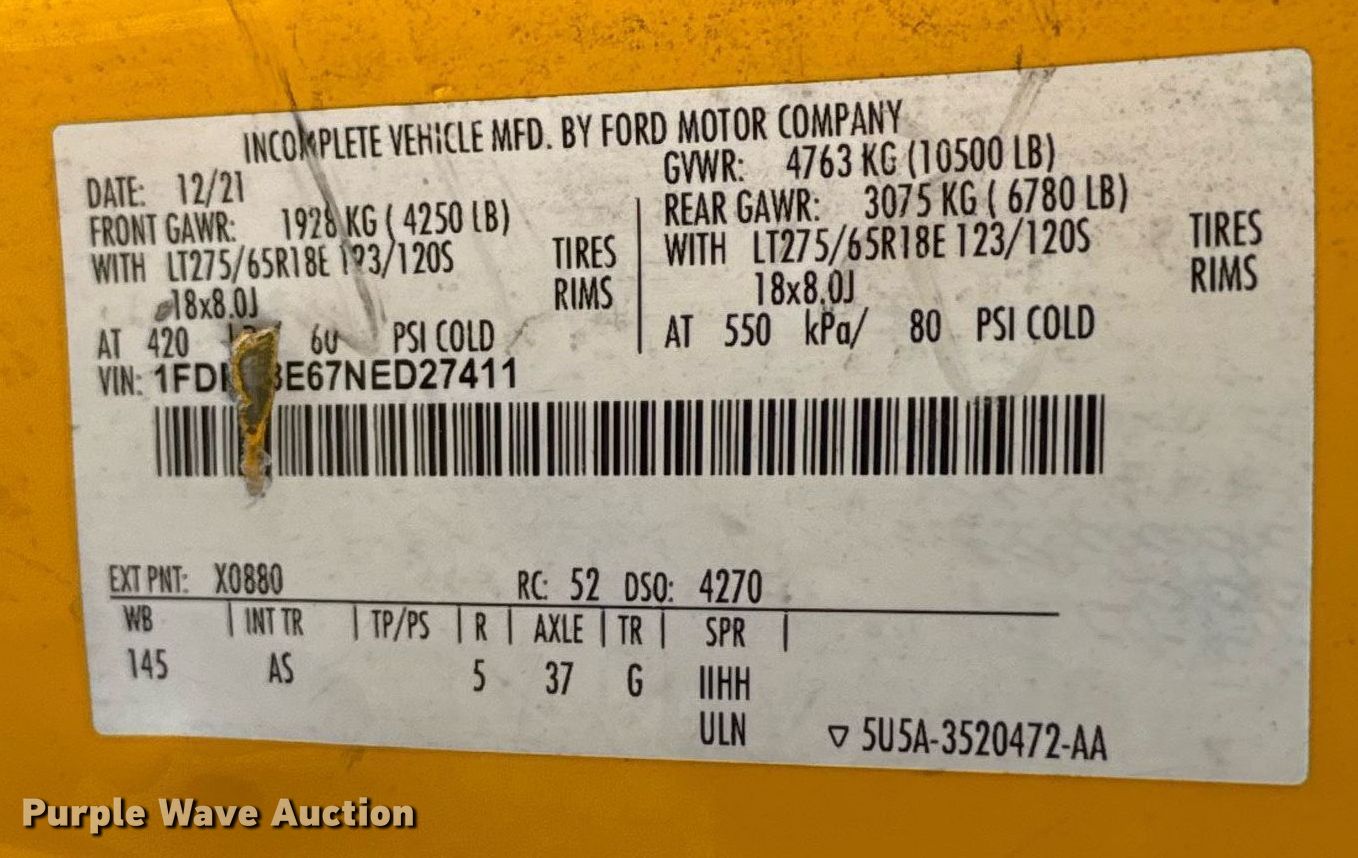 INCOMPLETE VEHICLE MFD. BY FORD MOTOR COMPANY
DATE: 12/21
GVWR: 4763 KG (10500 LB)
FRONT GAWR: 1928 KG ( 4250 LB)
WITH LT275/65R18E 123/120S TIRES
18x8.0J RIMS
AT 420 60 PSI COLD
REAR GAWR: 3075 KG ( 6780 LB)
WITH LT275/65R18E 123/120S TIRES
18x8.0J RIMS
AT 550 kPa/ 80 PSI COLD
VIN:
EXT PNT: X0880 RC: 52 DSO: 4270
WB | INT TR | TP/PS | R | AXLE | TR | SPR |
145 AS 5 37 G IIHH
ULN ▽ 5U5A-3520472-AA
Purple Wave Auction